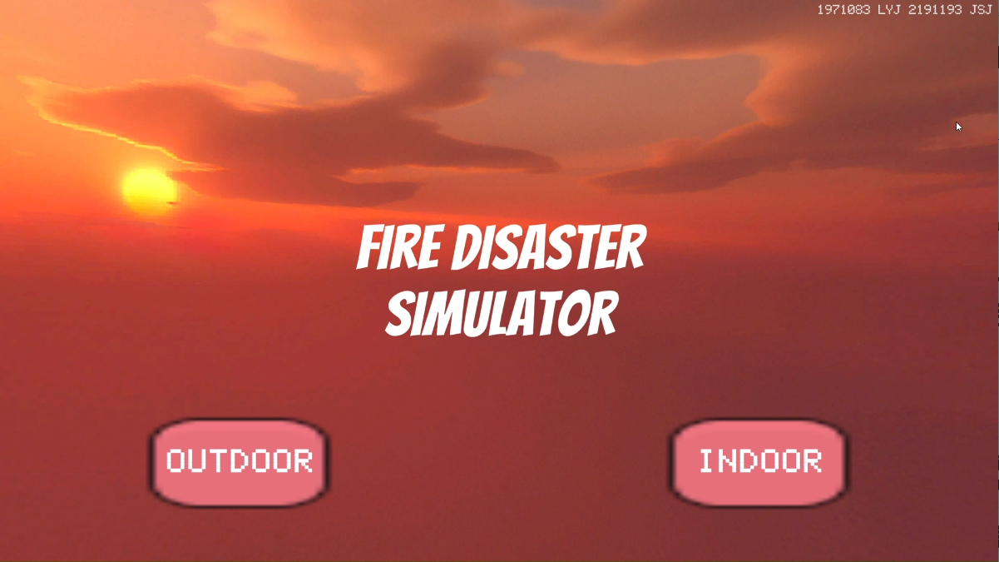 1971083 LYJ 2191193 JSJ
FIRE DISASTER
SIMULATOR
OUTDOOR
INDOOR